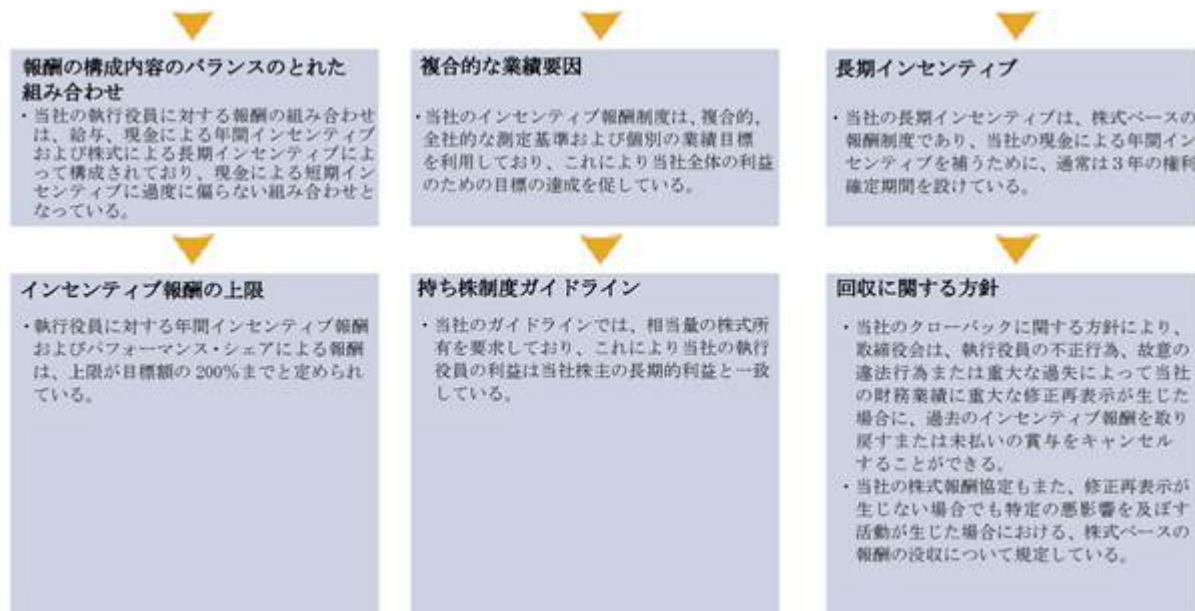 報酬の構成内容のバランスのとれた
組み合わせ
・当社の執行役員に対する報酬の組み合わせ
は、給与、現金による年間インセンティブ
および株式による長期インセンティブによ
って構成されており、現金による短期イン
センティブに過度に偏らない組み合わせと
なっている。
複合的な業績要因
・当社のインセンティブ報酬制度は、複合的、
全社的な測定基準および個別の業績目標
を利用しており、これにより当社全体の利益
のための目標の達成を促している。
長期インセンティブ
・当社の長期インセンティブは、株式ベースの
報酬制度であり、当社の現金による年間イン
センティブを補うために、通常は3年の権利
確定期間を設けている。
インセンティブ報酬の上限
・執行役員に対する年間インセンティブ報酬
およびパフォーマンス・シェアによる報酬
は、上限が目標額の 200%までと定められ
ている。
持ち株制度ガイドライン
・当社のガイドラインでは、相当量の株式所
有を要求しており、これにより当社の執行
役員の利益は当社株主の長期的利益と一致
している。
回収に関する方針
・当社のクローバックに関する方針により、
取締役会は、執行役員の不正行為、故意の
違法行為または重大な過失によって当社
の財務業績に重大な修正再表示が生じた
場合に、過去のインセンティブ報酬を取り
戻すまたは未払いの賞与をキャンセル
することができる。
・当社の株式報酬協定もまた、修正再表示が
生じない場合でも特定の悪影響を及ぼす
活動が生じた場合における、株式ベースの
報酬の没収について規定している。